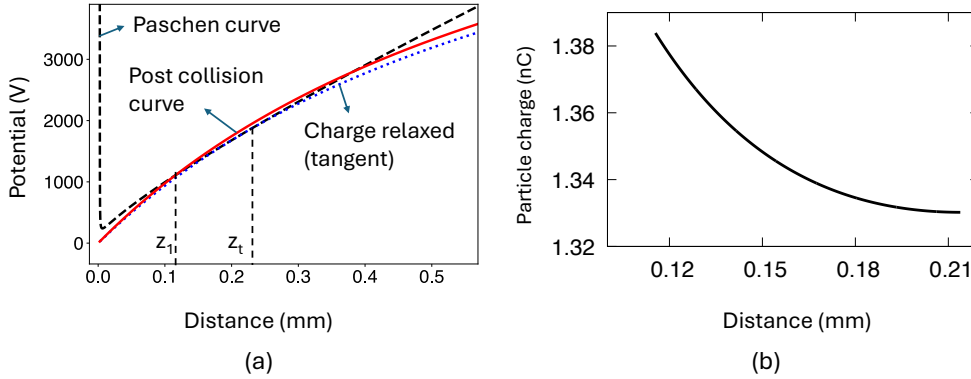 Paschen curve
Post collision
curve
Charge relaxed
(tangent)
z1
zt
Potential (V)
3000
2000
1000
0
0.0 0.1 0.2 0.3 0.4 0.5
Distance (mm)
(a)
Particle charge (nC)
1.38
1.36
1.34
1.32
0.12 0.15 0.18 0.21
Distance (mm)
(b)